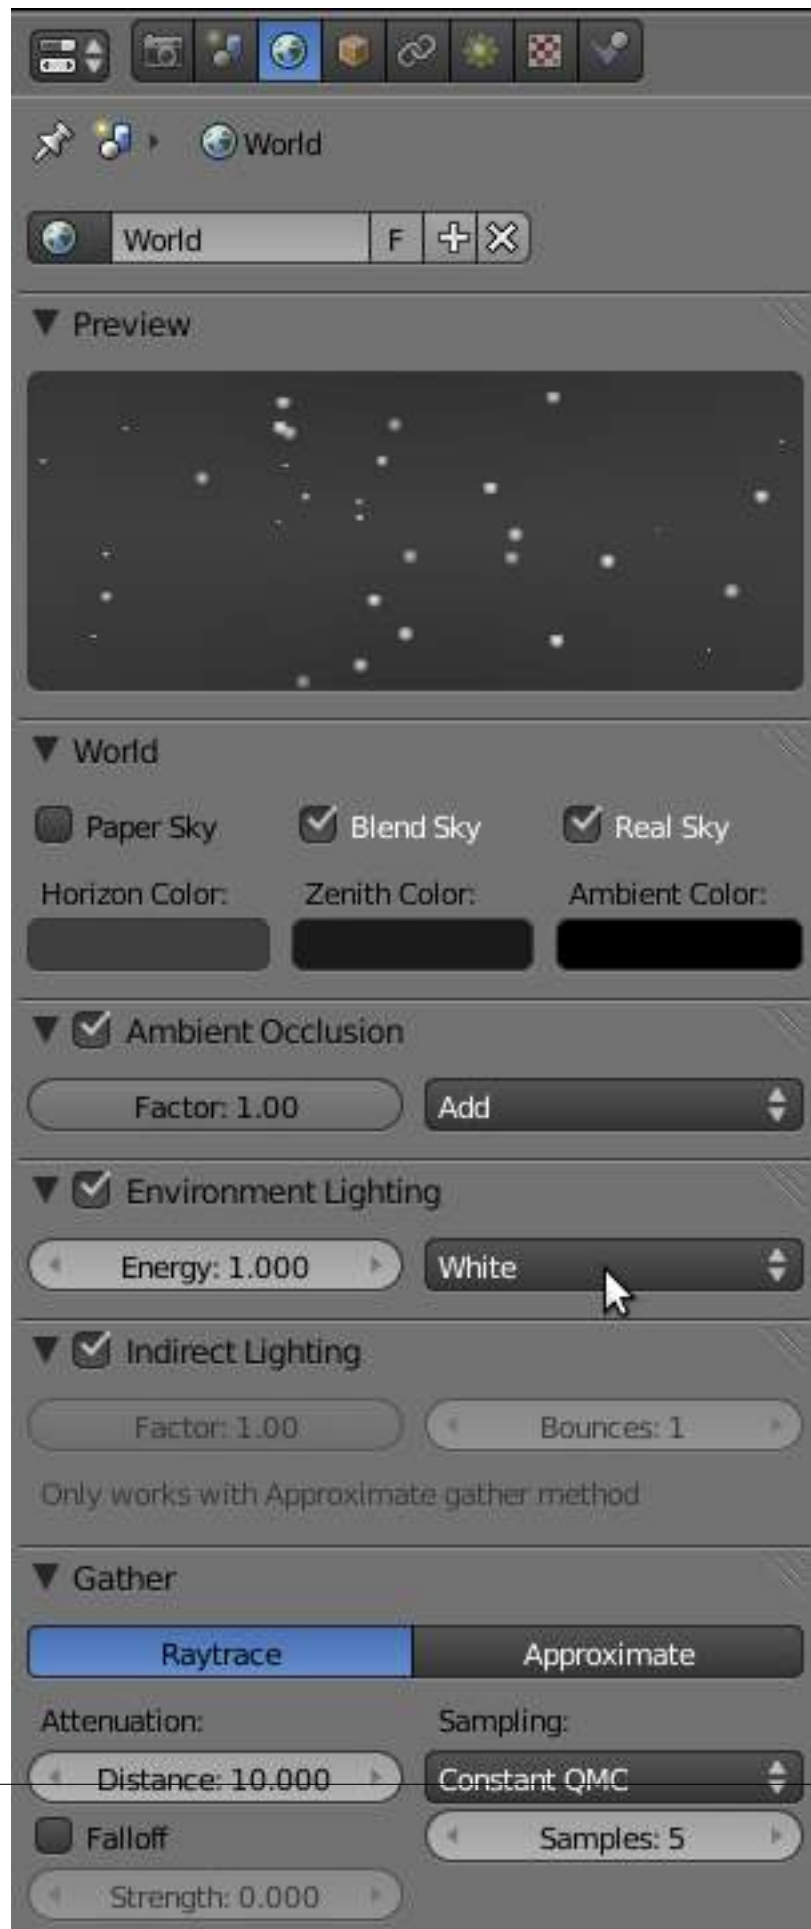 World
World F
Preview
World
Paper Sky Blend Sky Real Sky
Horizon Color: Zenith Color: Ambient Color:
Ambient Occlusion
Factor: 1.00 Add
Environment Lighting
Energy: 1.000 White
Indirect Lighting
Factor: 1.00 Bounces: 1
Only works with Approximate gather method
Gather
Raytrace Approximate
Attenuation: Sampling:
Distance: 10.000 Constant QMC
Falloff Samples: 5
Strength: 0.000